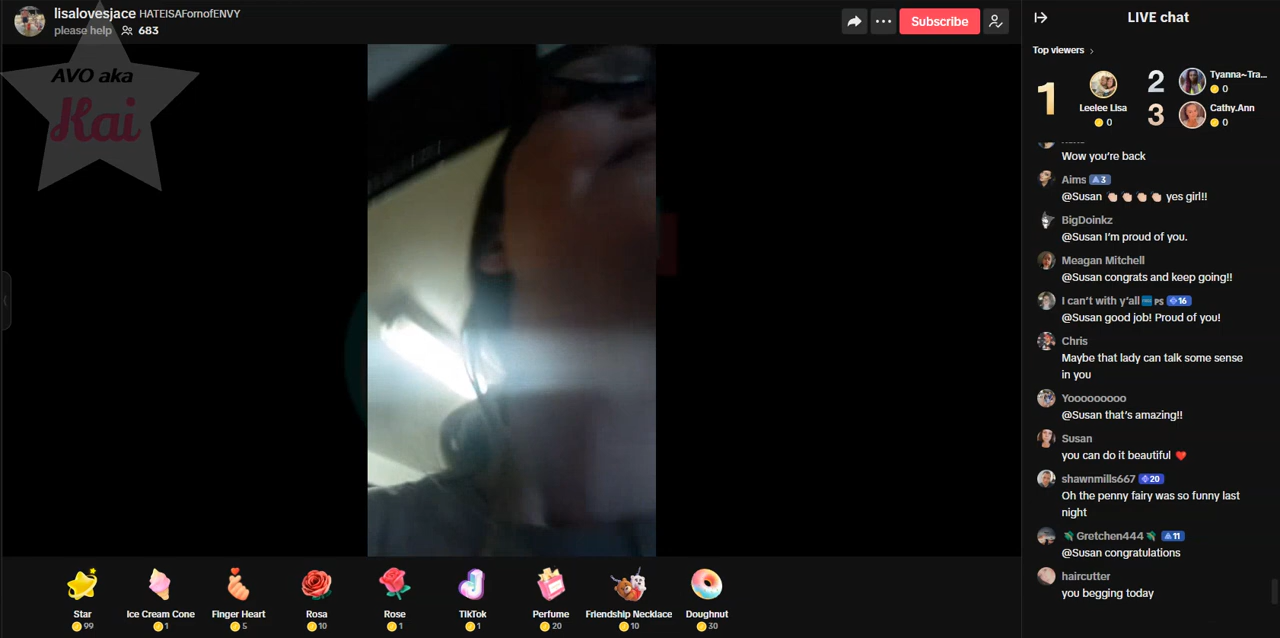 lisalovesjace HATEISAFornofENVY
please help 683
Subscribe
AVO aka
Kai
LIVE chat
Top viewers
1
Leelee Lisa
0
2
Tyanna~Tra...
0
3
Cathy.Ann
0
Wow you're back
Aims 3
@Susan 👏🏻 👏🏻 👏🏻 👏🏻 yes girl!!
BigDoinkz
@Susan I'm proud of you.
Meagan Mitchell
@Susan congrats and keep going!!
I can't with y'all PS 16
@Susan good job! Proud of you!
Chris
Maybe that lady can talk some sense
in you
Yooooooooo
@Susan that's amazing!!
Susan
you can do it beautiful ❤️
shawnmills667 20
Oh the penny fairy was so funny last
night
Gretchen444 11
@Susan congratulations
haircutter
you begging today
Star
99
Ice Cream Cone
1
Finger Heart
5
Rosa
10
Rose
1
TikTok
1
Perfume
20
Friendship Necklace
10
Doughnut
30